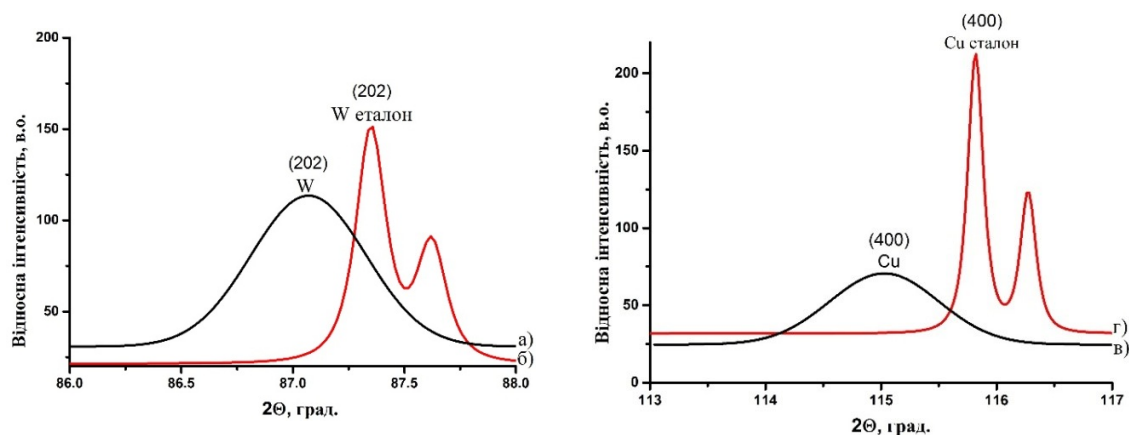 200
150
100
50
86.0
86.5
87.0
87.5
88.0
Відносна інтенсивність, в.о.
2Θ, град.
(202)
W еталон
(202)
W
а)
б)
200
150
100
50
0
113
114
115
116
117
Відносна інтенсивність, в.о.
2Θ, град.
(400)
Cu сталон
(400)
Cu
г)
в)